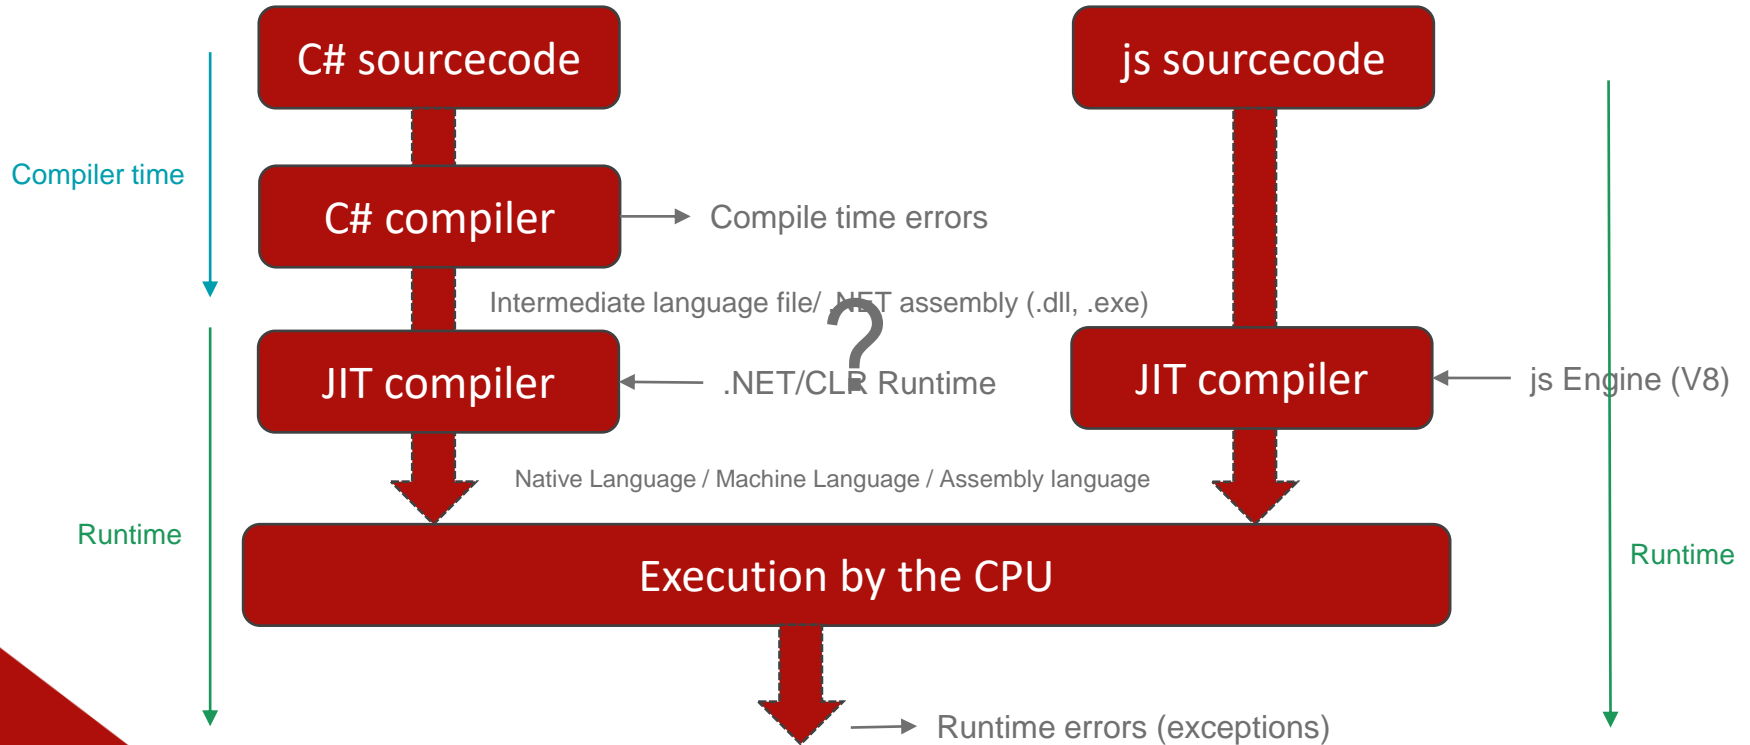 C# sourcecode
js sourcecode
Compiler time
C# compiler
Compile time errors
Intermediate language file/ .NET assembly (.dll, .exe)
?
JIT compiler
.NET/CLR Runtime
JIT compiler
js Engine (V8)
Native Language / Machine Language / Assembly language
Runtime
Execution by the CPU
Runtime
Runtime errors (exceptions)